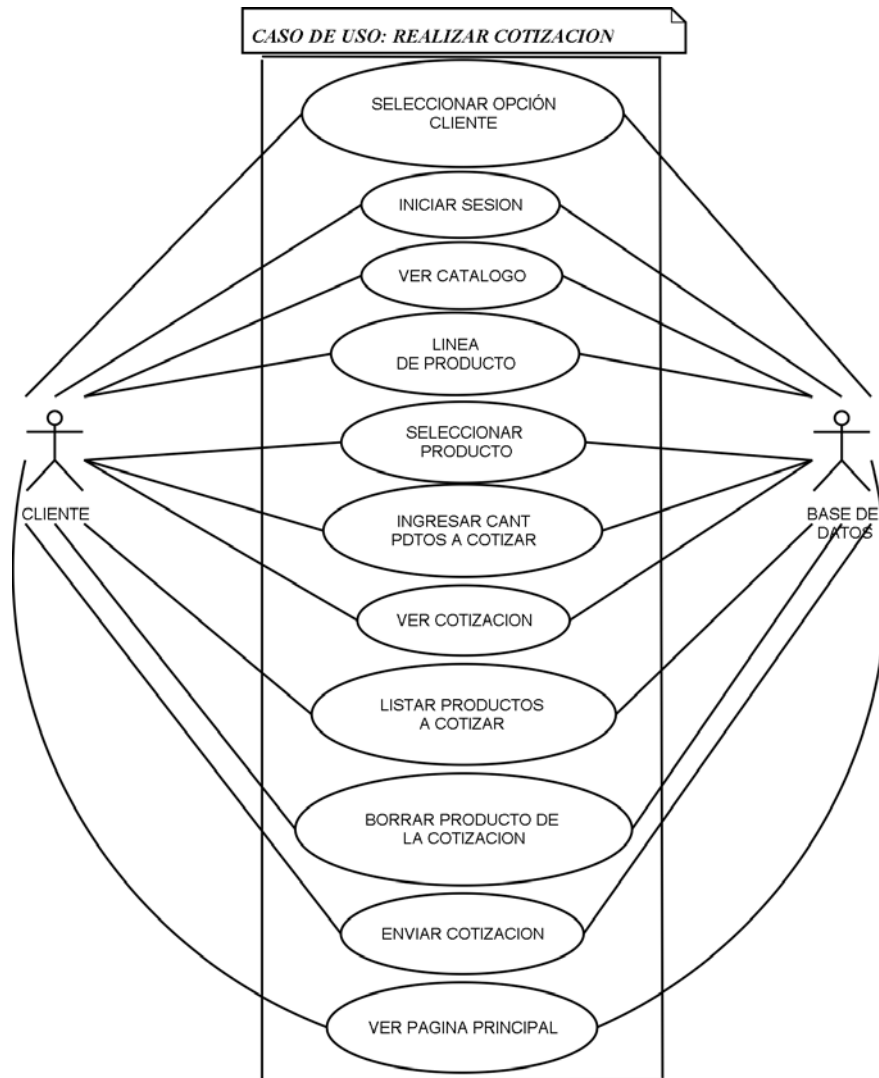 CASO DE USO: REALIZAR COTIZACION
SELECCIONAR OPCIÓN
CLIENTE
INICIAR SESION
VER CATALOGO
LINEA
DE PRODUCTO
SELECCIONAR
PRODUCTO
CLIENTE
INGRESAR CANT
PDTOS A COTIZAR
BASE DE
DATOS
VER COTIZACION
LISTAR PRODUCTOS
A COTIZAR
BORRAR PRODUCTO DE
LA COTIZACION
ENVIAR COTIZACION
VER PAGINA PRINCIPAL